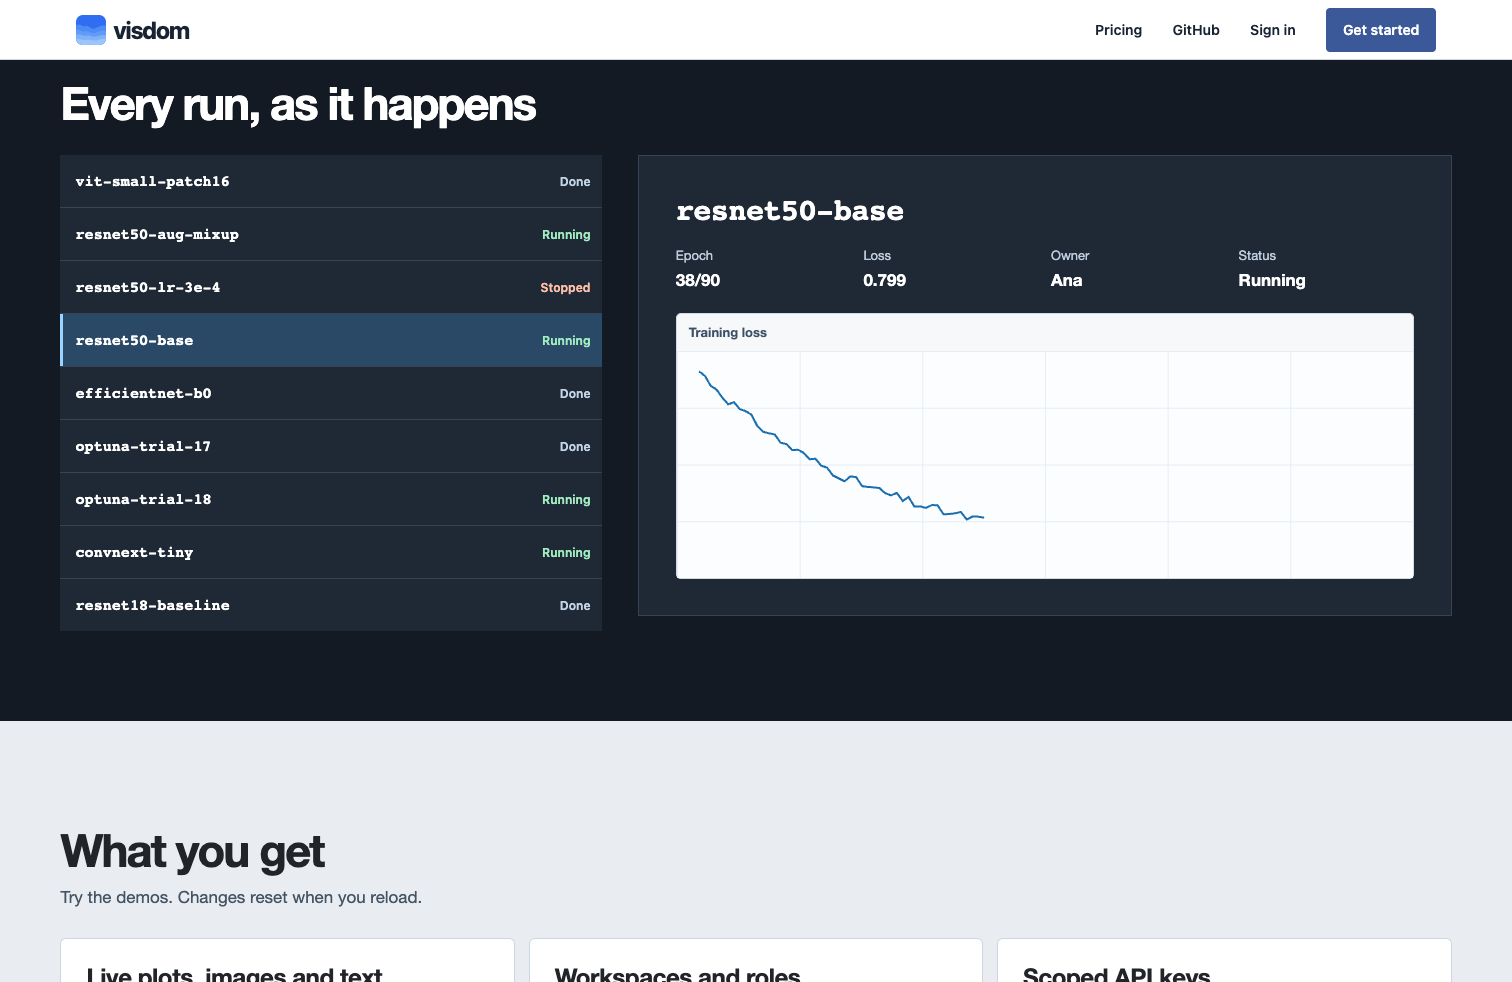 visdom
Pricing
GitHub
Sign in
Get started
Every run, as it happens
vit-small-patch16
Done
resnet50-aug-mixup
Running
resnet50-lr-3e-4
Stopped
resnet50-base
Running
efficientnet-b0
Done
optuna-trial-17
Done
optuna-trial-18
Running
convnext-tiny
Running
resnet18-baseline
Done
resnet50-base
Epoch
38/90
Loss
0.799
Owner
Ana
Status
Running
Training loss
What you get
Try the demos. Changes reset when you reload.
Live plots, images and text
Workspaces and roles
Scoped API keys